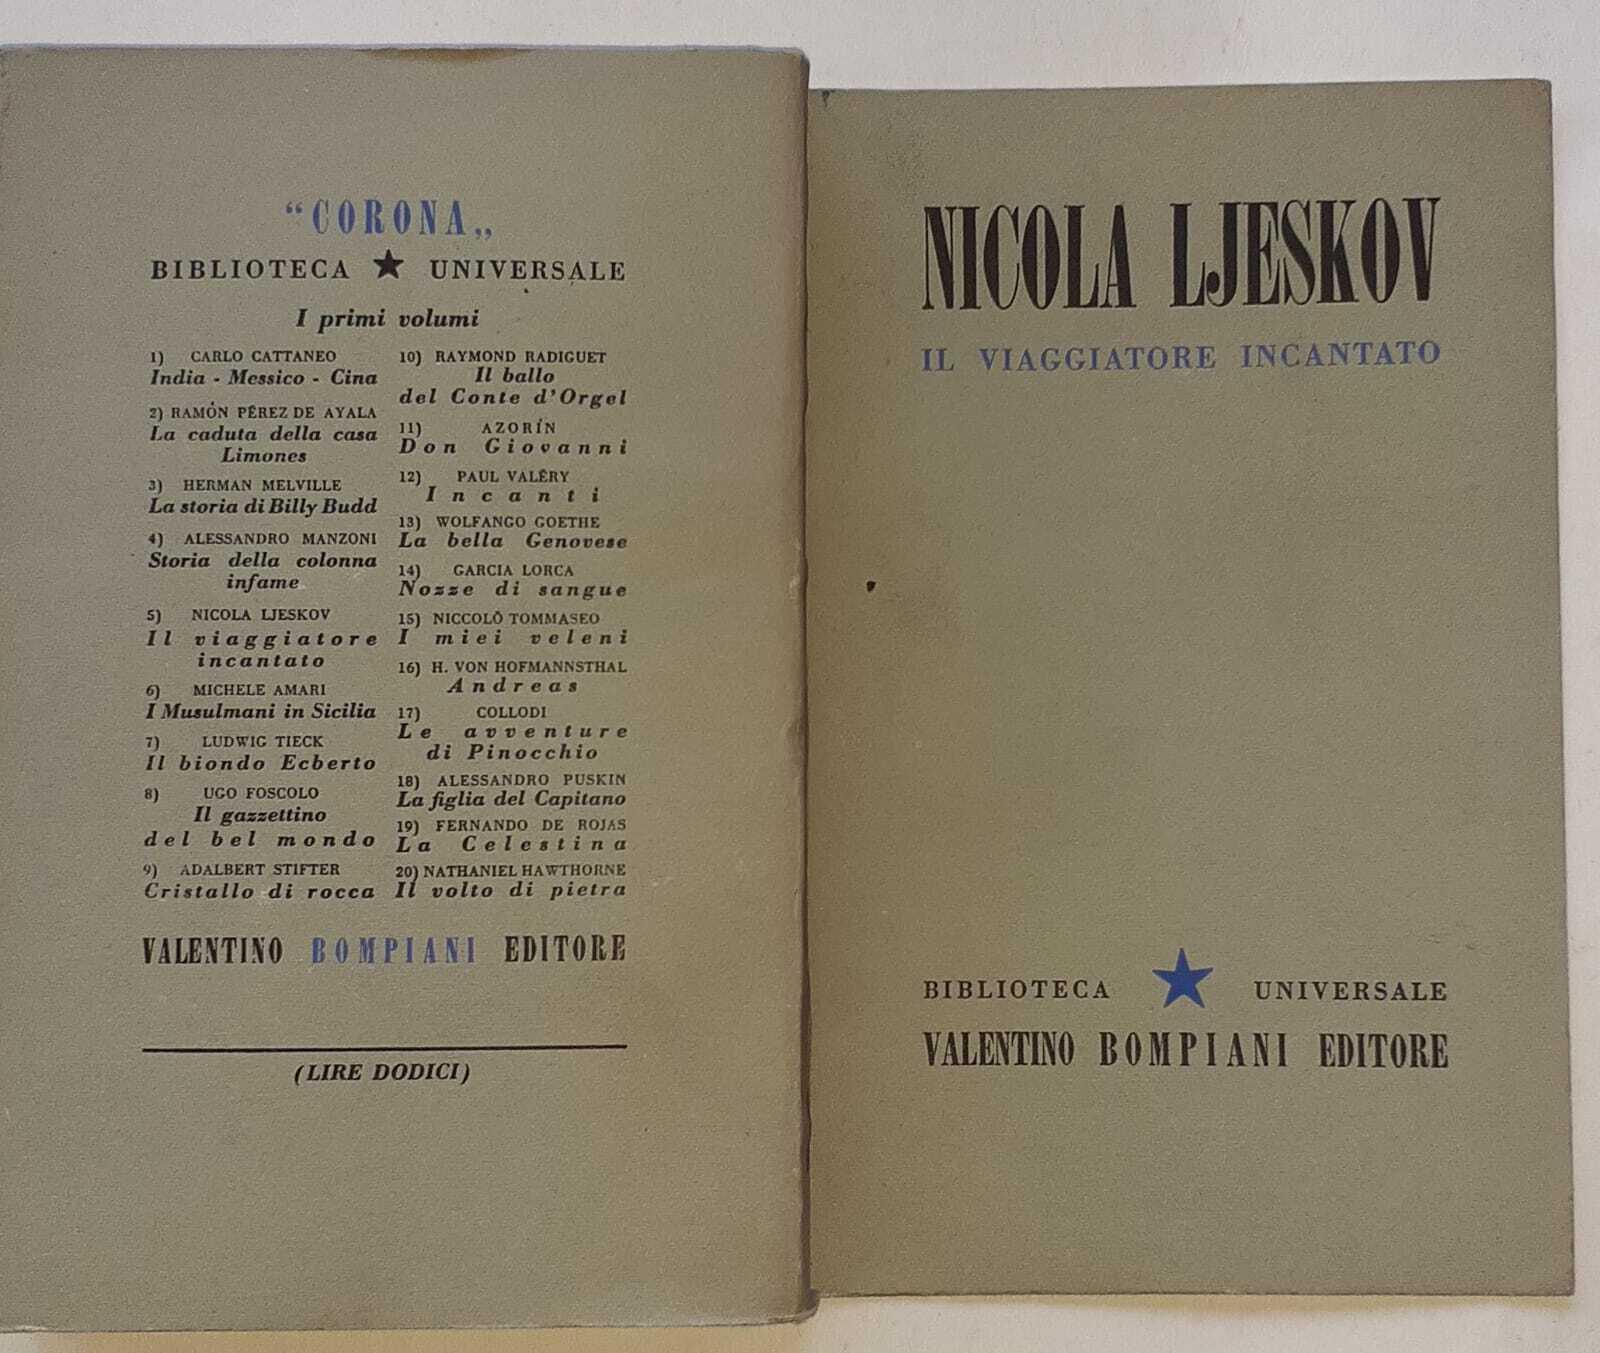 “CORONA„
BIBLIOTECA ★ UNIVERSALE
I primi volumi
1) CARLO CATTANEO
India - Messico - Cina
2) RAMÓN PÉREZ DE AYALA
La caduta della casa
Limones
3) HERMAN MELVILLE
La storia di Billy Budd
4) ALESSANDRO MANZONI
Storia della colonna
infame
5) NICOLA LJESKOV
Il viaggiatore
incantato
6) MICHELE AMARI
I Musulmani in Sicilia
7) LUDWIG TIECK
Il biondo Ecberto
8) UGO FOSCOLO
Il gazzettino
del bel mondo
9) ADALBERT STIFTER
Cristallo di rocca
10) RAYMOND RADIGUET
Il ballo
del Conte d'Orgel
11) AZORÍN
Don Giovanni
12) PAUL VALÉRY
Incanti
13) WOLFANGO GOETHE
La bella Genovese
14) GARCIA LORCA
Nozze di sangue
15) NICCOLÒ TOMMASEO
I miei veleni
16) H. VON HOFMANNSTHAL
Andreas
17) COLLODI
Le avventure
di Pinocchio
18) ALESSANDRO PUSKIN
La figlia del Capitano
19) FERNANDO DE ROJAS
La Celestina
20) NATHANIEL HAWTHORNE
Il volto di pietra
VALENTINO BOMPIANI EDITORE
(LIRE DODICI)
NICOLA LJESKOV
IL VIAGGIATORE INCANTATO
BIBLIOTECA ★ UNIVERSALE
VALENTINO BOMPIANI EDITORE